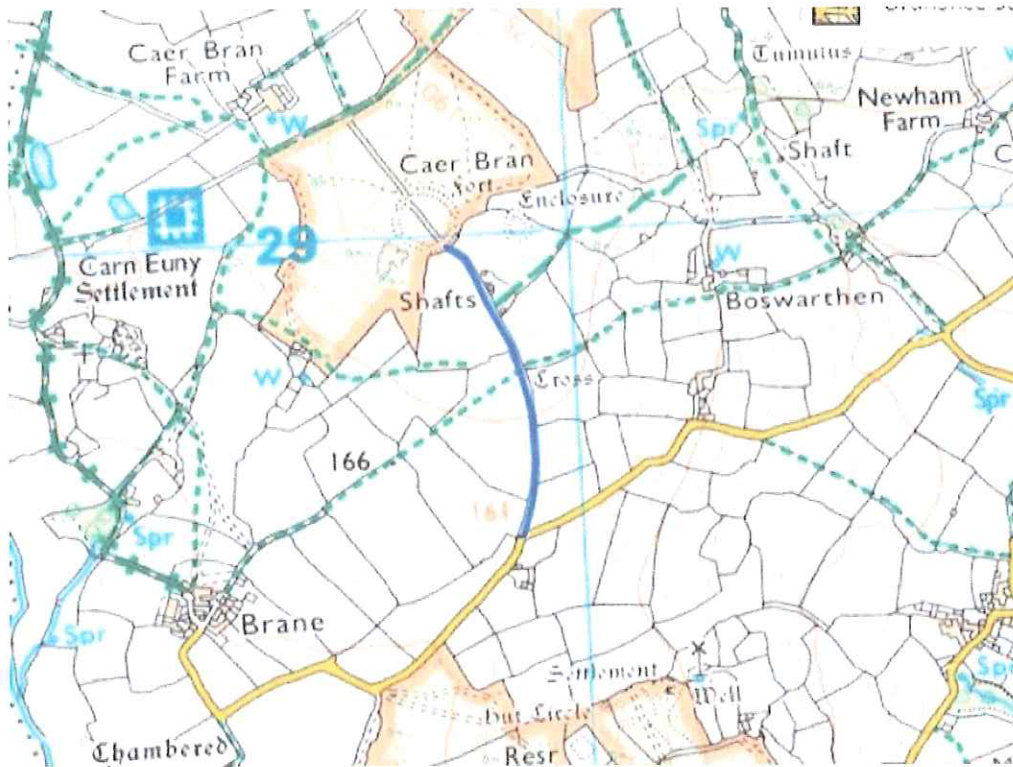 Caer Bran
Farm
W
Tumulus
Newham
Farm
Spr
Shaft
Caer Bran
Fort
Enclosure
29
Carn Euny
Settlement
W
Shafts
Boswarthen
W
Cross
Spr
166
161
Spr
Brane
Spr
Settlement
Well
Hut Circle
Chambered
Resr